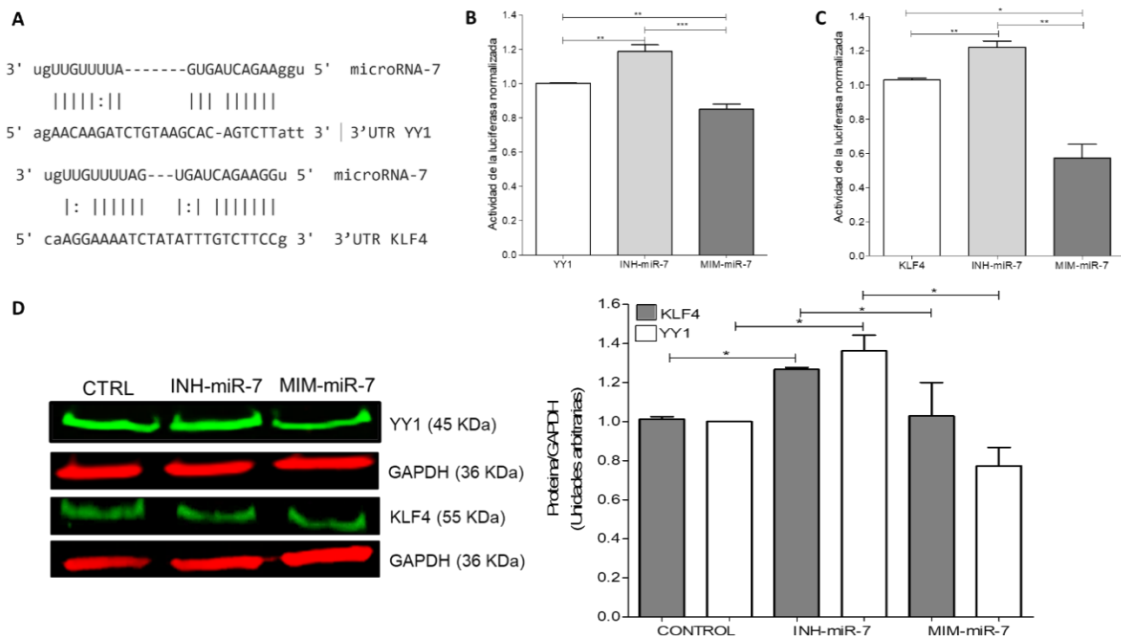 A
3' ugUUGUUUUA-------GUGAUCAGAAggu 5' microRNA-7
|||||:|| ||| ||||||
5' agAACAAGATCTGTAAGCAC-AGTCTTatt 3' | 3'UTR YY1
3' ugUUGUUUUAG---UGAUCAGAAGGu 5' microRNA-7
|: |||||| |:| |||||||
5' caAGGAAAATCTATATTTGTCTTCCg 3' 3'UTR KLF4
B
Actividad de la luciferasa normalizada
1.4
1.2
1.0
0.8
0.6
0.4
0.2
0.0
**
**
***
YY1 INH-miR-7 MIM-miR-7
C
Actividad de la luciferasa normalizada
1.4
1.2
1.0
0.8
0.6
0.4
0.2
0.0
*
**
**
KLF4 INH-miR-7 MIM-miR-7
D
CTRL INH-miR-7 MIM-miR-7
YY1 (45 KDa)
GAPDH (36 KDa)
KLF4 (55 KDa)
GAPDH (36 KDa)
Proteina/GAPDH
(Unidades arbitrarias)
1.6
1.4
1.2
1.0
0.8
0.6
0.4
0.2
0.0
KLF4
YY1
*
*
*
*
CONTROL INH-miR-7 MIM-miR-7